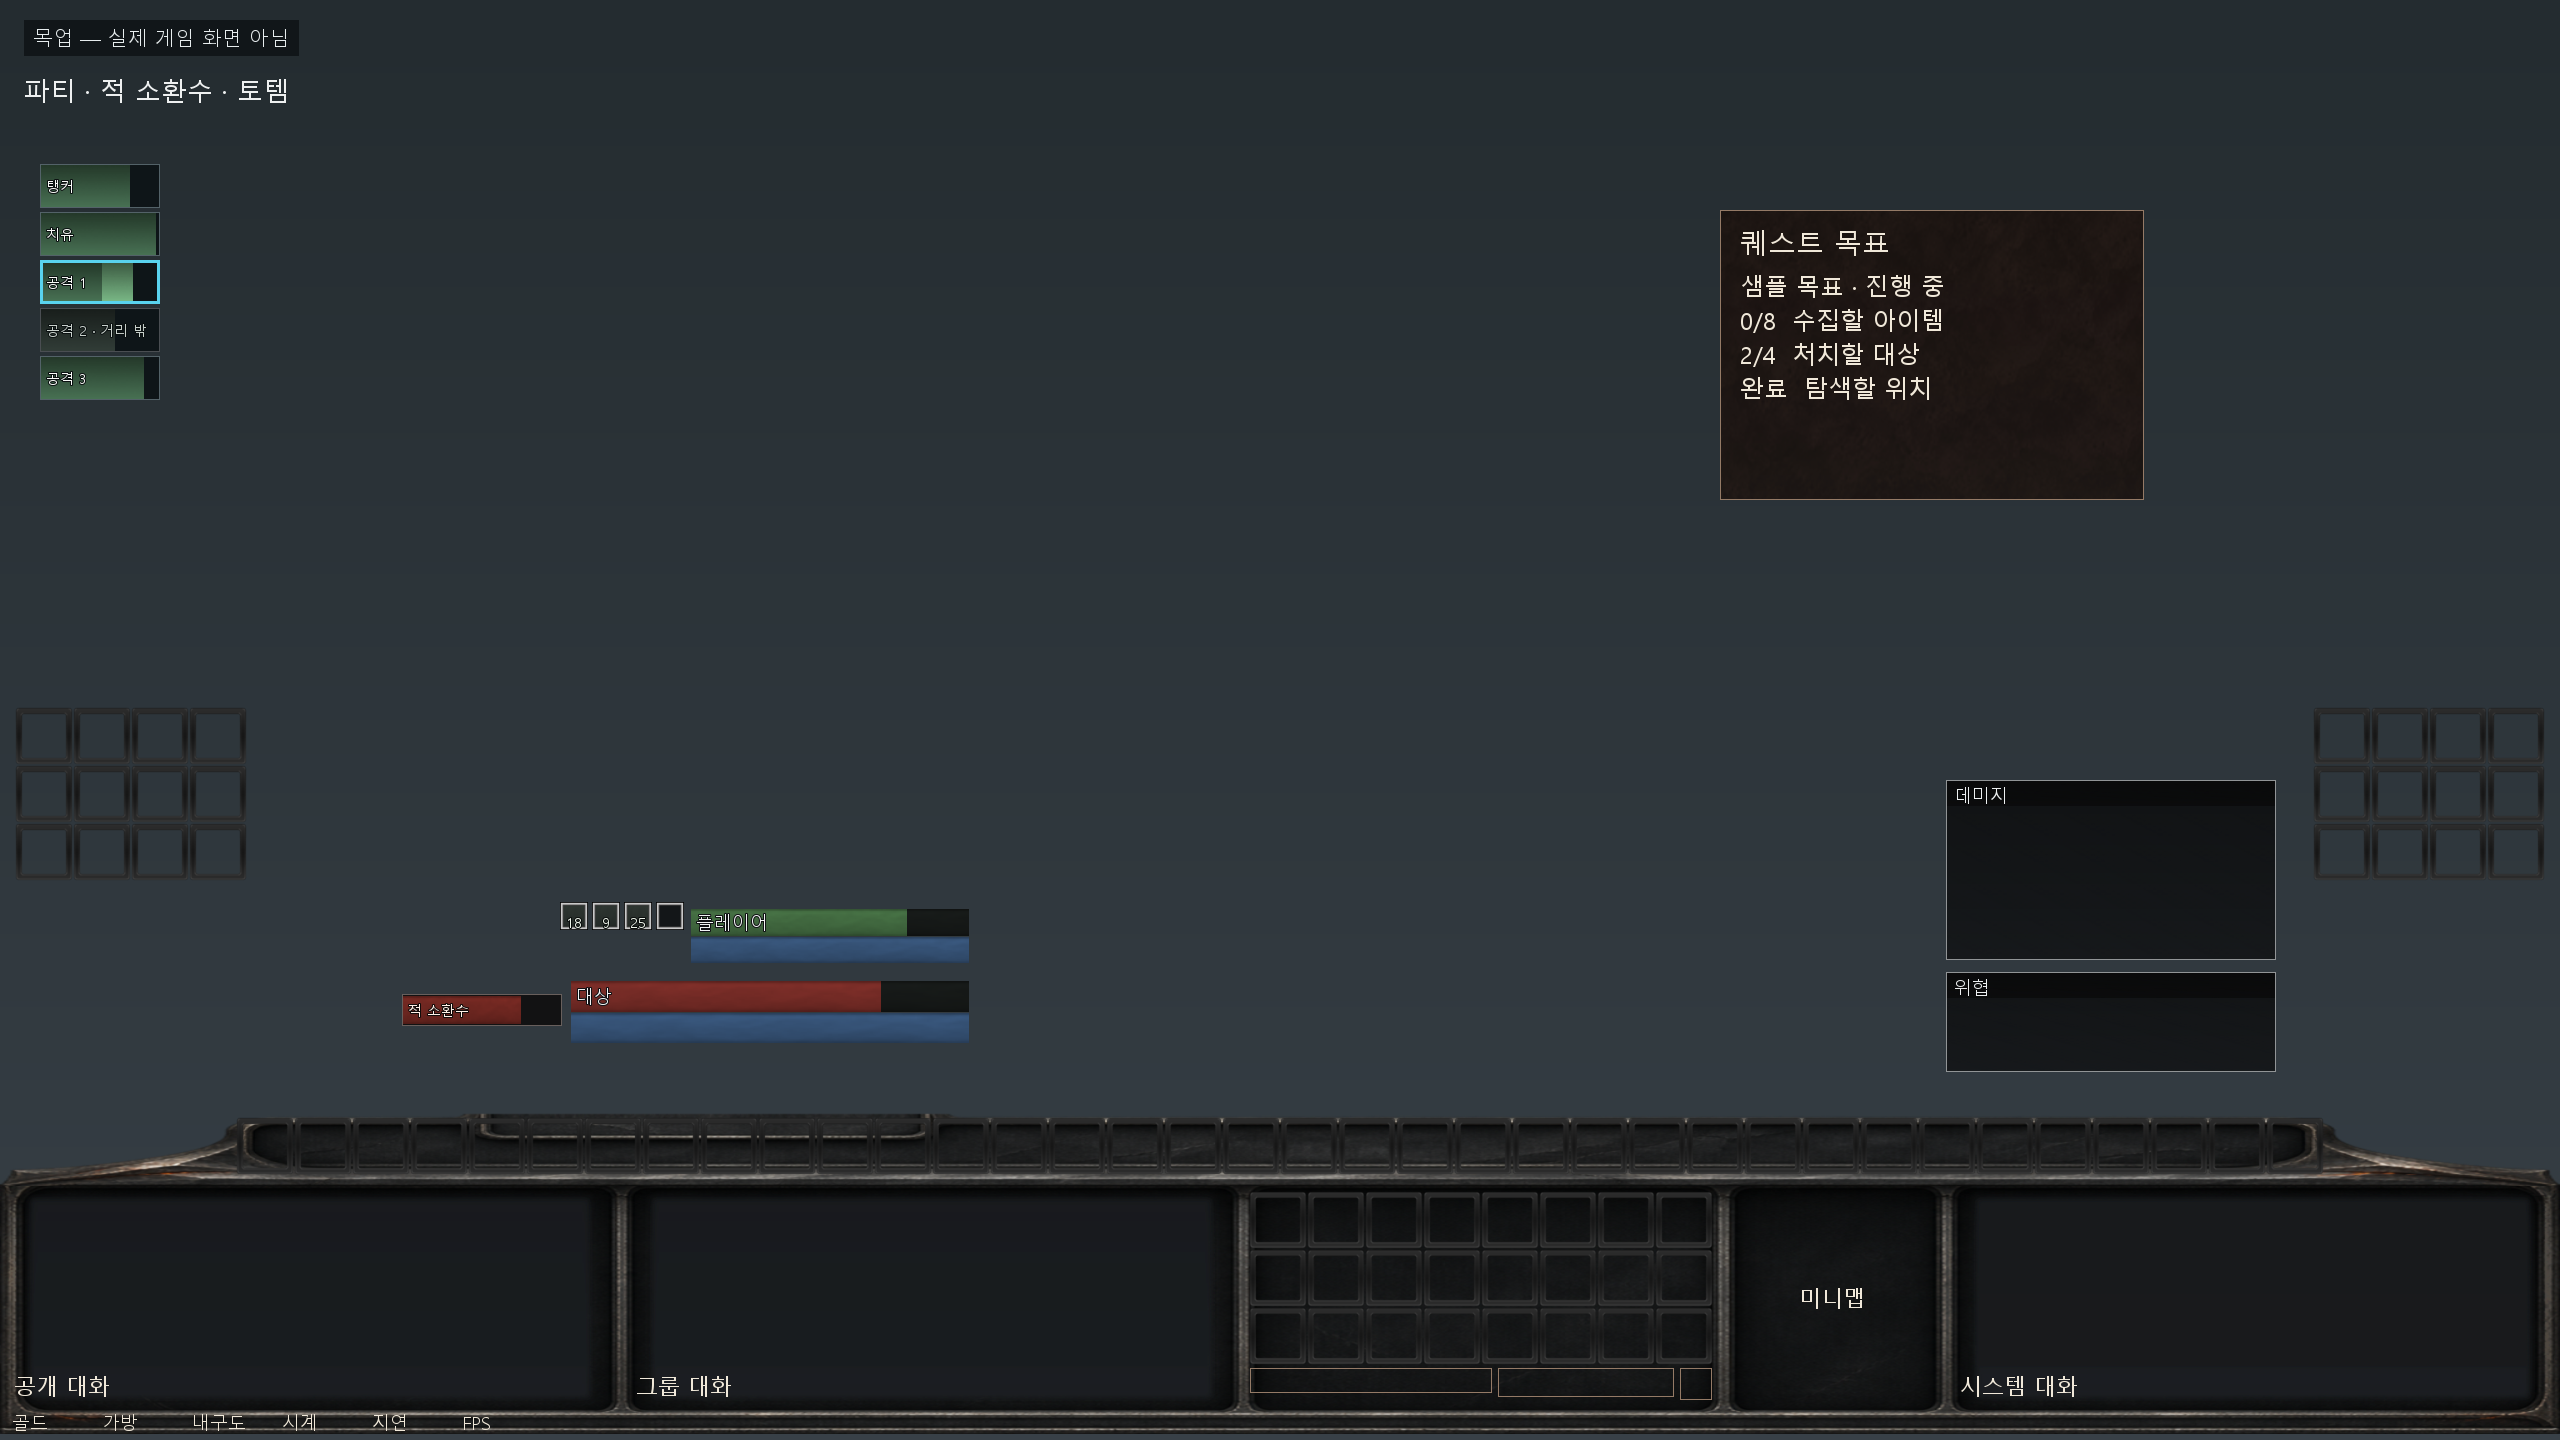 목업 — 실제 게임 화면 아님
파티 · 적 소환수 · 토템
탱커
치유
공격 1
공격 2 · 거리 밖
공격 3
퀘스트 목표
샘플 목표 · 진행 중
0/8 수집할 아이템
2/4 처치할 대상
완료 탐색할 위치
데미지
위협
18 9 25
플레이어
대상
적 소환수
미니맵
공개 대화
그룹 대화
시스템 대화
골드 가방 내구도 시계 지연 FPS